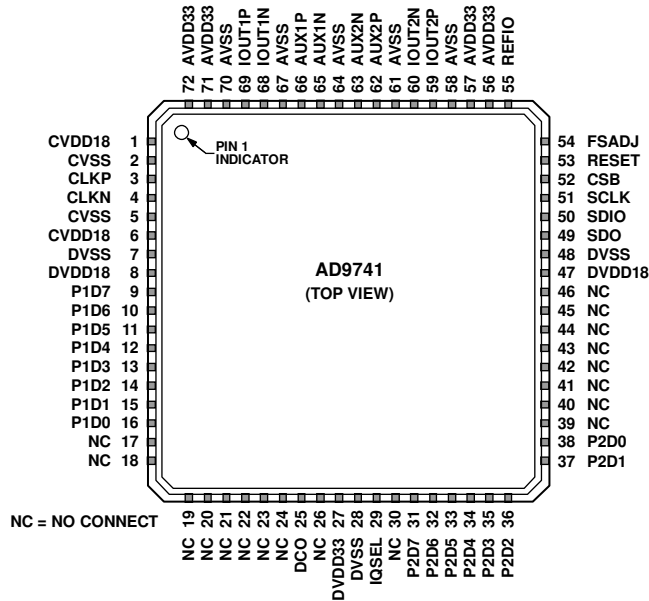 72 AVDD33
71 AVDD33
70 AVSS
69 IOUT1P
68 IOUT1N
67 AVSS
66 AUX1P
65 AUX1N
64 AVSS
63 AUX2N
62 AUX2P
61 AVSS
60 IOUT2N
59 IOUT2P
58 AVSS
57 AVDD33
56 AVDD33
55 REFIO
CVDD18 1
CVSS 2
CLKP 3
CLKN 4
CVSS 5
CVDD18 6
DVSS 7
DVDD18 8
P1D7 9
P1D6 10
P1D5 11
P1D4 12
P1D3 13
P1D2 14
P1D1 15
P1D0 16
NC 17
NC 18
PIN 1
INDICATOR
AD9741
(TOP VIEW)
54 FSADJ
53 RESET
52 CSB
51 SCLK
50 SDIO
49 SDO
48 DVSS
47 DVDD18
46 NC
45 NC
44 NC
43 NC
42 NC
41 NC
40 NC
39 NC
38 P2D0
37 P2D1
NC = NO CONNECT
NC 19
NC 20
NC 21
NC 22
NC 23
NC 24
DCO 25
NC 26
DVDD33 27
DVSS 28
IQSEL 29
NC 30
P2D7 31
P2D6 32
P2D5 33
P2D4 34
P2D3 35
P2D2 36